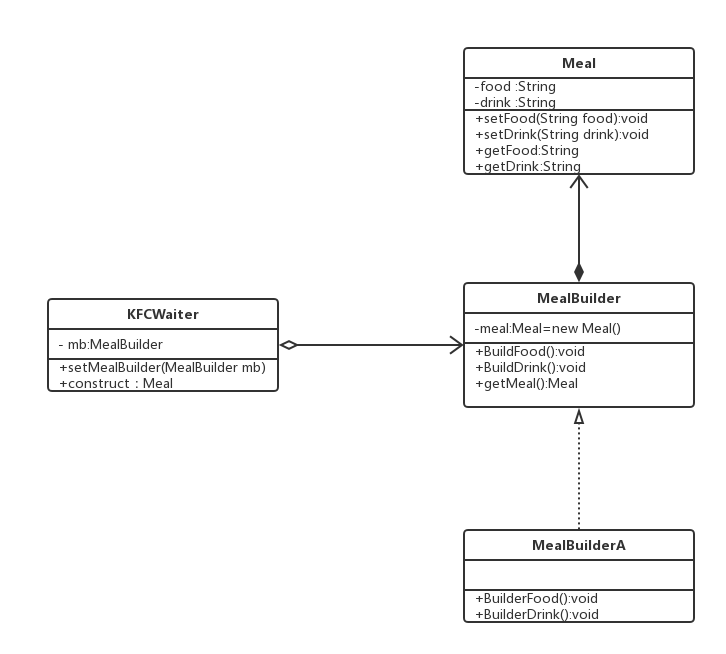 Meal
-food :String
-drink :String
+setFood(String food):void
+setDrink(String drink):void
+getFood:String
+getDrink:String
KFCWaiter
- mb:MealBuilder
+setMealBuilder(MealBuilder mb)
+construct : Meal
MealBuilder
-meal:Meal=new Meal()
+BuildFood():void
+BuildDrink():void
+getMeal():Meal
MealBuilderA
+BuilderFood():void
+BuilderDrink():void